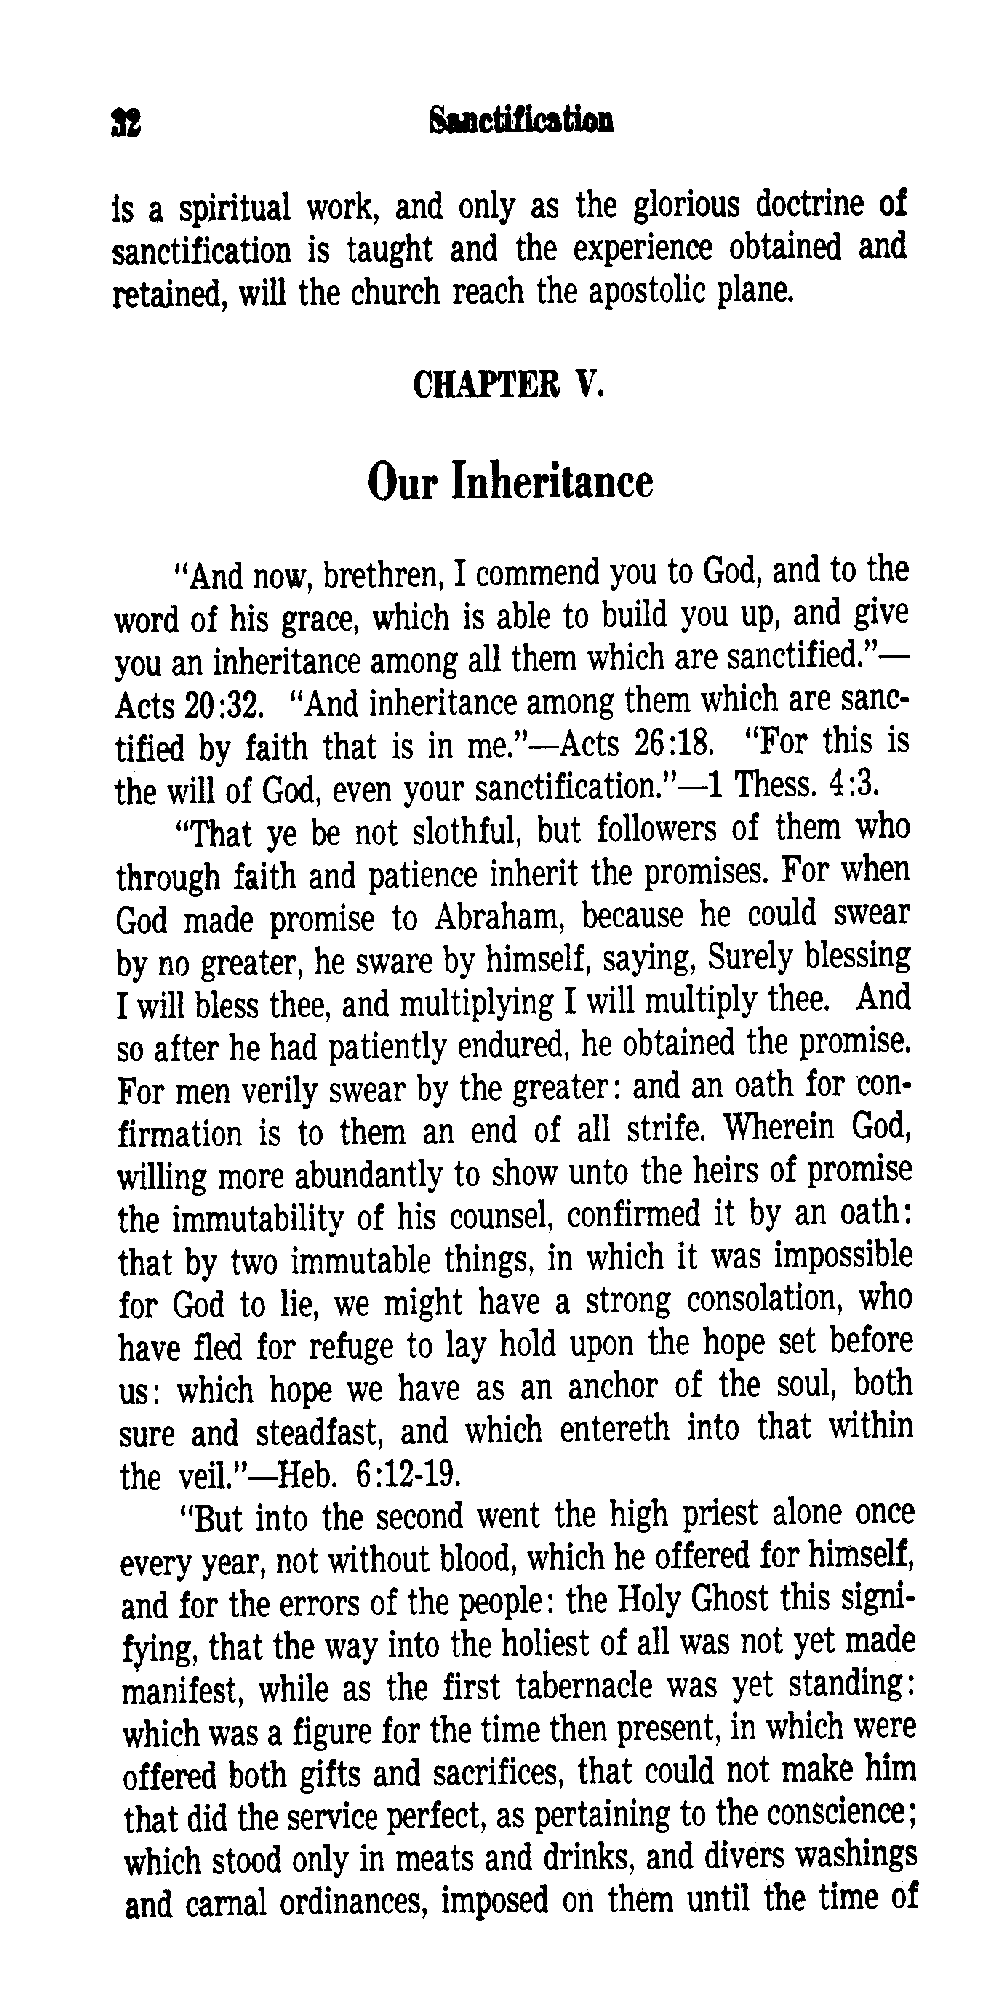 32 Sanctification
is a spiritual work, and only as the glorious doctrine of
sanctification is taught and the experience obtained and
retained, will the church reach the apostolic plane.
CHAPTER V.
Our Inheritance
"And now, brethren, I commend you to God, and to the
word of his grace, which is able to build you up, and give
you an inheritance among all them which are sanctified."—
Acts 20:32. "And inheritance among them which are sanc-
tified by faith that is in me."—Acts 26:18. "For this is
the will of God, even your sanctification."—1 Thess. 4:3.
"That ye be not slothful, but followers of them who
through faith and patience inherit the promises. For when
God made promise to Abraham, because he could swear
by no greater, he sware by himself, saying, Surely blessing
I will bless thee, and multiplying I will multiply thee. And
so after he had patiently endured, he obtained the promise.
For men verily swear by the greater: and an oath for con-
firmation is to them an end of all strife. Wherein God,
willing more abundantly to show unto the heirs of promise
the immutability of his counsel, confirmed it by an oath:
that by two immutable things, in which it was impossible
for God to lie, we might have a strong consolation, who
have fled for refuge to lay hold upon the hope set before
us: which hope we have as an anchor of the soul, both
sure and steadfast, and which entereth into that within
the veil."—Heb. 6:12-19.
"But into the second went the high priest alone once
every year, not without blood, which he offered for himself,
and for the errors of the people: the Holy Ghost this signi-
fying, that the way into the holiest of all was not yet made
manifest, while as the first tabernacle was yet standing:
which was a figure for the time then present, in which were
offered both gifts and sacrifices, that could not make him
that did the service perfect, as pertaining to the conscience;
which stood only in meats and drinks, and divers washings
and carnal ordinances, imposed on them until the time of